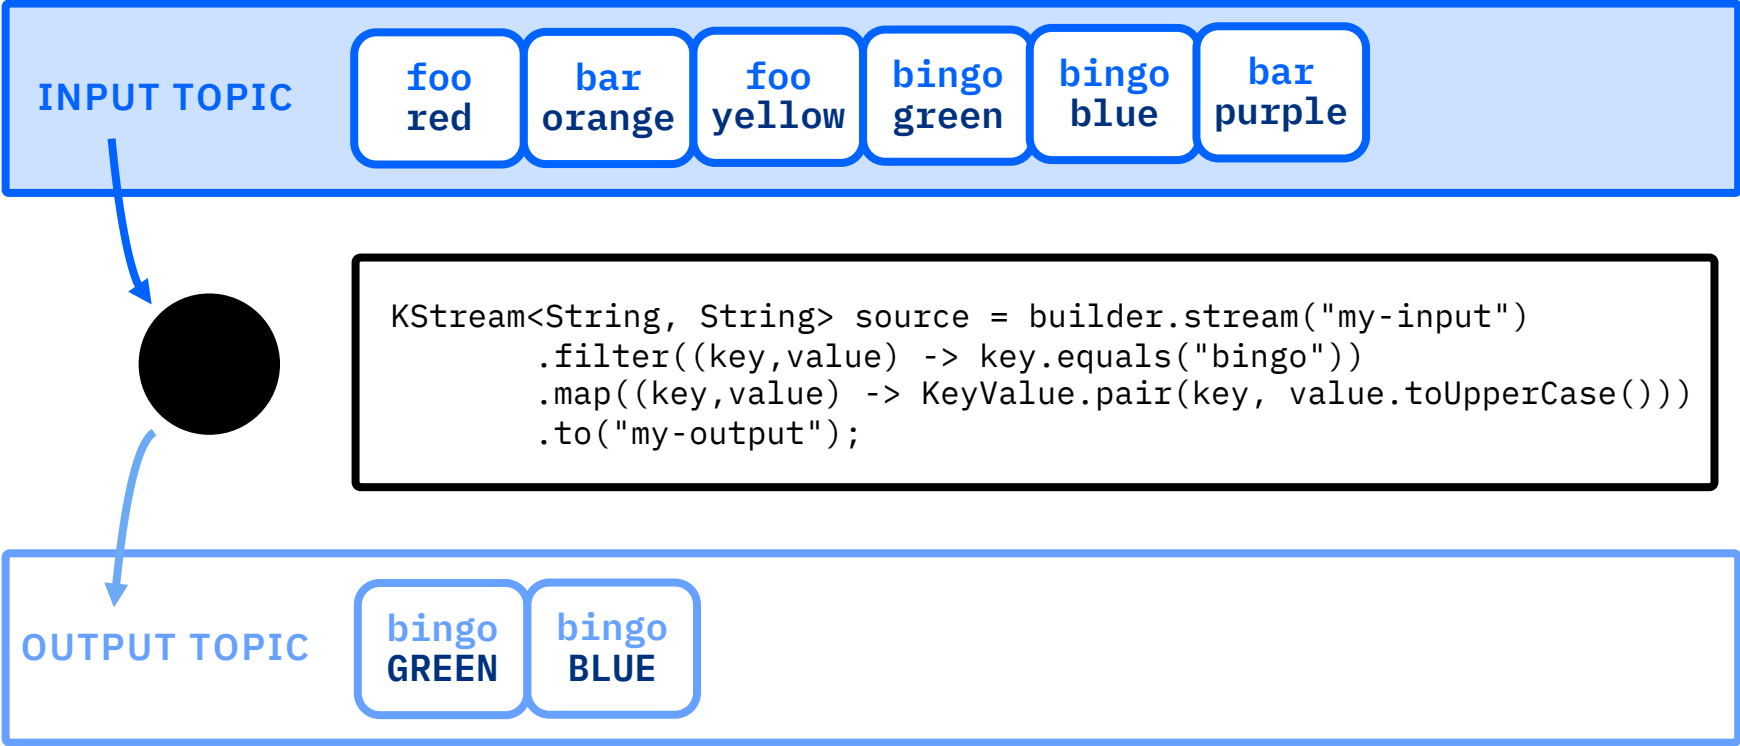 INPUT TOPIC
foo
red
bar
orange
foo
yellow
bingo
green
bingo
blue
bar
purple
KStream<String, String> source = builder.stream("my-input")
.filter((key,value) -> key.equals("bingo"))
.map((key,value) -> KeyValue.pair(key, value.toUpperCase()))
.to("my-output");
OUTPUT TOPIC
bingo
GREEN
bingo
BLUE